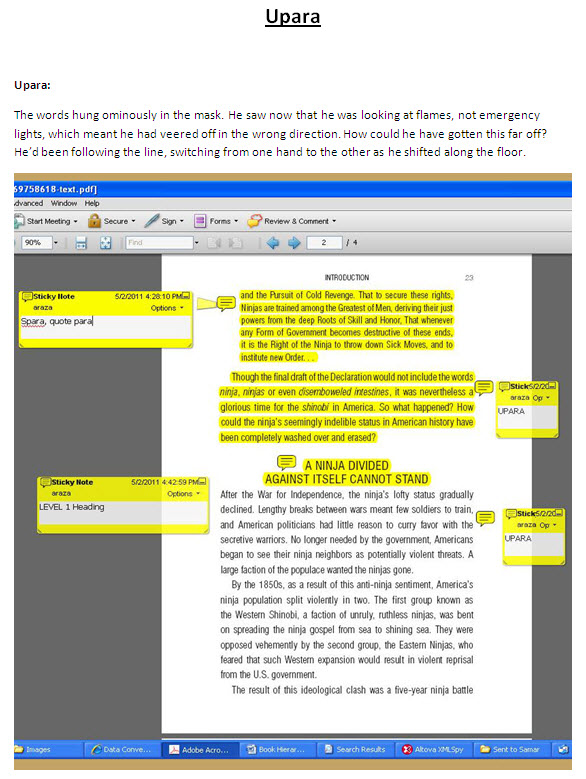 Upara
Upara:
The words hung ominously in the mask. He saw now that he was looking at flames, not emergency
lights, which meant he had veered off in the wrong direction. How could he have gotten this far off?
He'd been following the line, switching from one hand to the other as he shifted along the floor.
69758618-text.pdf]
dvanced Window Help
Start Meeting Secure Sign Forms Review & Comment
90% Find 2 / 4
INTRODUCTION 23
Sticky Note 5/2/2011 4:28:10 PM
araza Options
Spara, quote para
and the Pursuit of Cold Revenge. That to secure these rights,
Ninjas are trained among the Greatest of Men, deriving their just
powers from the deep Roots of Skill and Honor, That whenever
any Form of Government becomes destructive of these ends,
it is the Right of the Ninja to throw down Sick Moves, and to
institute new Order. . .
Though the final draft of the Declaration would not include the words
ninja, ninjas or even disemboweled intestines, it was nevertheless a
glorious time for the shinobi in America. So what happened? How
could the ninja's seemingly indelible status in American history have
been completely washed over and erased?
Stick5/2/20
araza Op
UPARA
A NINJA DIVIDED
AGAINST ITSELF CANNOT STAND
Sticky Note 5/2/2011 4:42:59 PM
araza Options
LEVEL 1 Heading
After the War for Independence, the ninja's lofty status gradually
declined. Lengthy breaks between wars meant few soldiers to train,
and American politicians had little reason to curry favor with the
secretive warriors. No longer needed by the government, Americans
began to see their ninja neighbors as potentially violent threats. A
large faction of the populace wanted the ninjas gone.
Stick5/2/20
araza Op
UPARA
By the 1850s, as a result of this anti-ninja sentiment, America's
ninja population split violently in two. The first group known as
the Western Shinobi, a faction of unruly, ruthless ninjas, was bent
on spreading the ninja gospel from sea to shining sea. They were
opposed vehemently by the second group, the Eastern Ninjas, who
feared that such Western expansion would result in violent reprisal
from the U.S. government.
The result of this ideological clash was a five-year ninja battle
Images Data Conve... Adobe Acro... Book Hierar... Search Results Altova XMLSpy Sent to Samar